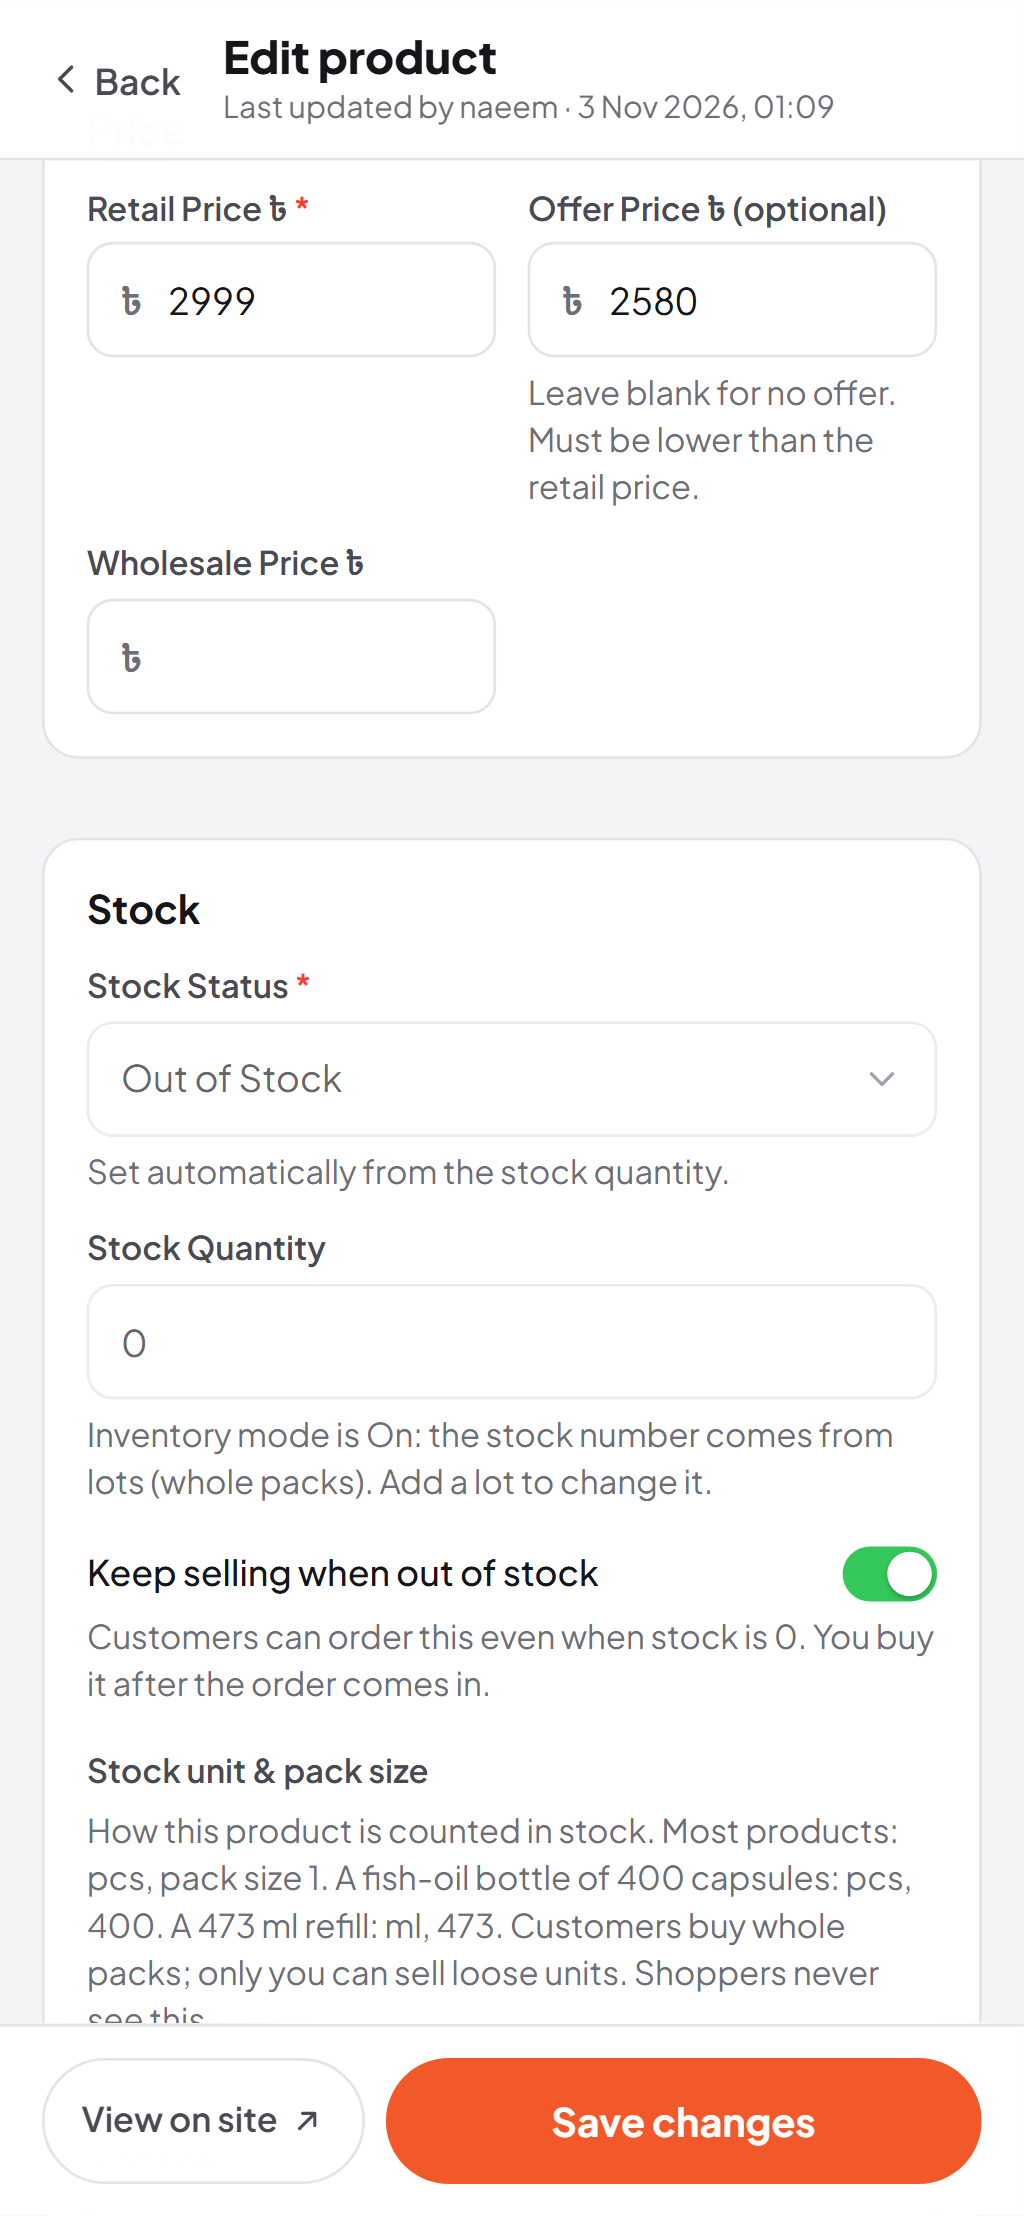 Back
Edit product
Last updated by naeem · 3 Nov 2026, 01:09
Price
Retail Price ৳ *
Offer Price ৳ (optional)
৳ 2999
৳ 2580
Leave blank for no offer.
Must be lower than the
retail price.
Wholesale Price ৳
৳
Stock
Stock Status *
Out of Stock
Set automatically from the stock quantity.
Stock Quantity
0
Inventory mode is On: the stock number comes from
lots (whole packs). Add a lot to change it.
Keep selling when out of stock
Customers can order this even when stock is 0. You buy
it after the order comes in.
Stock unit & pack size
How this product is counted in stock. Most products:
pcs, pack size 1. A fish-oil bottle of 400 capsules: pcs,
400. A 473 ml refill: ml, 473. Customers buy whole
packs; only you can sell loose units. Shoppers never
see this.
View on site ↗
Save changes